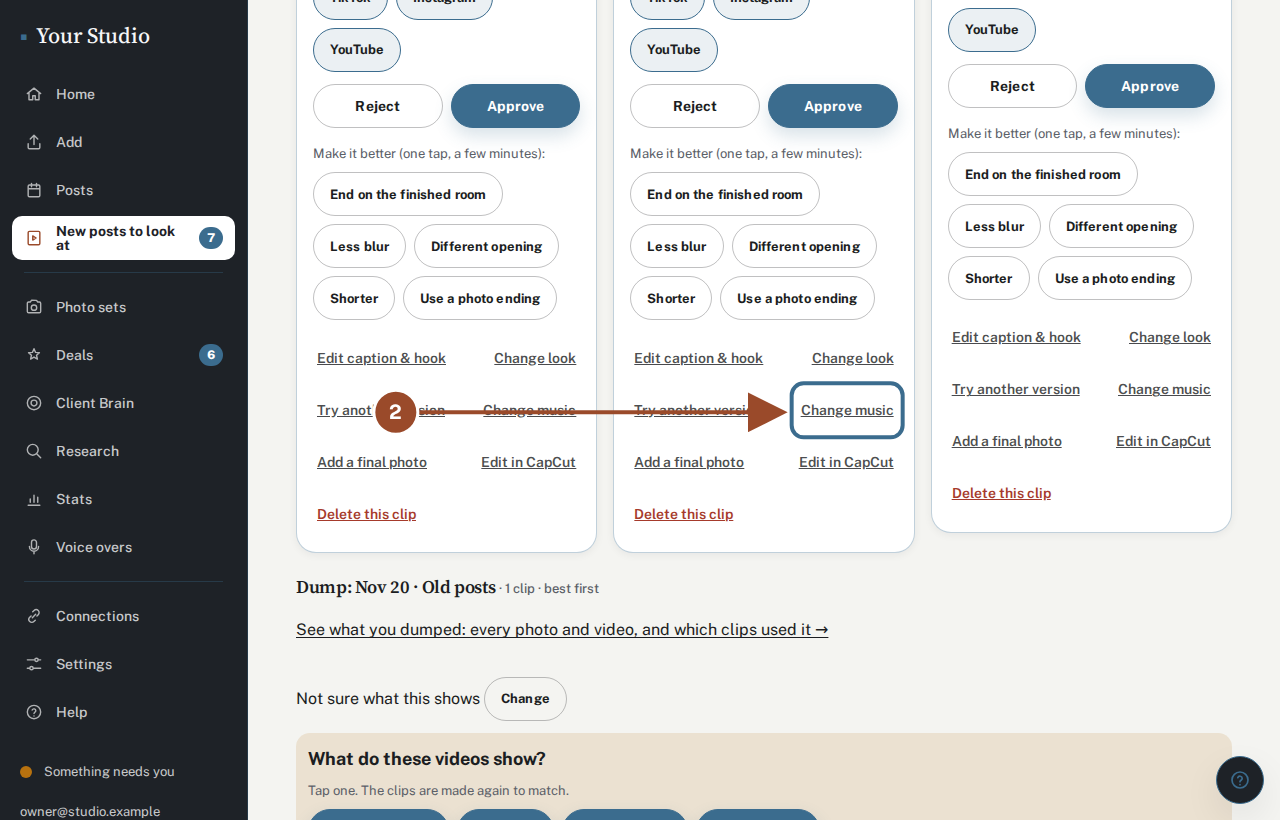 Your Studio
Home
Add
Posts
New posts to look at
7
Photo sets
Deals
6
Client Brain
Research
Stats
Voice overs
Connections
Settings
Help
Something needs you
owner@studio.example
TikTok Instagram
YouTube
Reject Approve
Make it better (one tap, a few minutes):
End on the finished room
Less blur Different opening
Shorter Use a photo ending
Edit caption & hook Change look
Change music
2
Add a final photo Edit in CapCut
Delete this clip
TikTok Instagram
YouTube
Reject Approve
Make it better (one tap, a few minutes):
End on the finished room
Less blur Different opening
Shorter Use a photo ending
Edit caption & hook Change look
Try another Change music
Add a final photo Edit in CapCut
Delete this clip
YouTube
Reject Approve
Make it better (one tap, a few minutes):
End on the finished room
Less blur Different opening
Shorter Use a photo ending
Edit caption & hook Change look
Try another version Change music
Add a final photo Edit in CapCut
Delete this clip
Dump: Nov 20 · Old posts · 1 clip · best first
See what you dumped: every photo and video, and which clips used it →
Not sure what this shows Change
What do these videos show?
Tap one. The clips are made again to match.